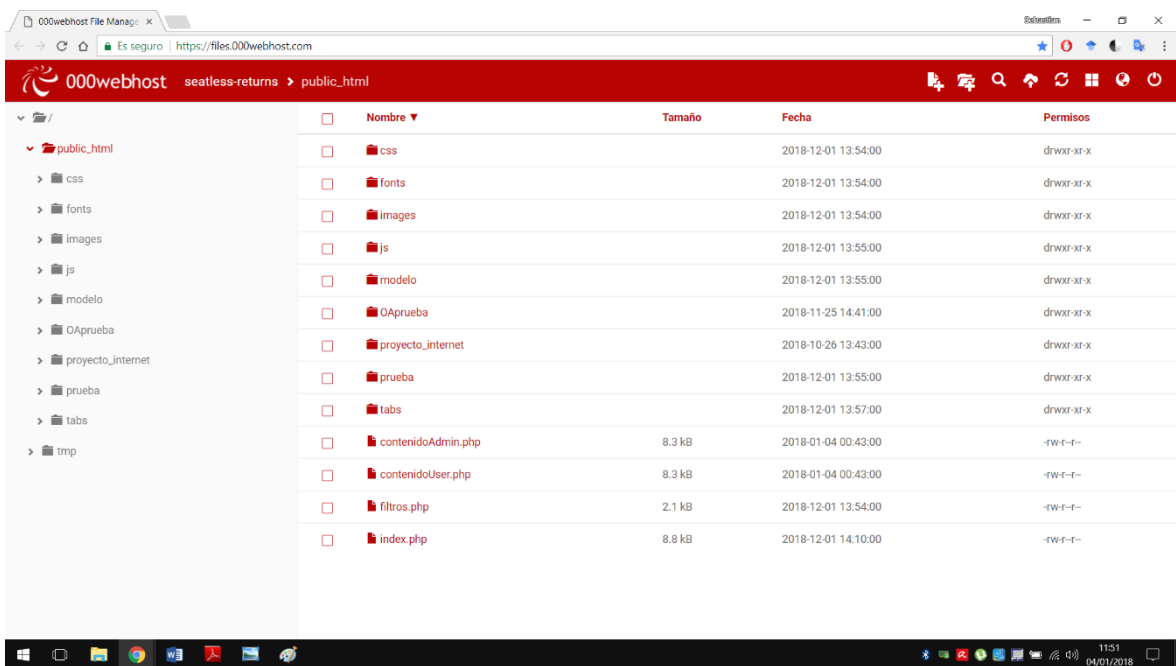 000webhost File Manage
Sebastian
Es seguro https://files.000webhost.com
000webhost seatless-returns > public_html
/
public_html
css
fonts
images
js
modelo
OAprueba
proyecto_internet
prueba
tabs
tmp
Nombre ▼ Tamaño Fecha Permisos
css 2018-12-01 13:54:00 drwxr-xr-x
fonts 2018-12-01 13:54:00 drwxr-xr-x
images 2018-12-01 13:54:00 drwxr-xr-x
js 2018-12-01 13:55:00 drwxr-xr-x
modelo 2018-12-01 13:55:00 drwxr-xr-x
OAprueba 2018-11-25 14:41:00 drwxr-xr-x
proyecto_internet 2018-10-26 13:43:00 drwxr-xr-x
prueba 2018-12-01 13:55:00 drwxr-xr-x
tabs 2018-12-01 13:57:00 drwxr-xr-x
contenidoAdmin.php 8.3 kB 2018-01-04 00:43:00 -rw-r--r--
contenidoUser.php 8.3 kB 2018-01-04 00:43:00 -rw-r--r--
filtros.php 2.1 kB 2018-12-01 13:54:00 -rw-r--r--
index.php 8.8 kB 2018-12-01 14:10:00 -rw-r--r--
11:51
04/01/2018